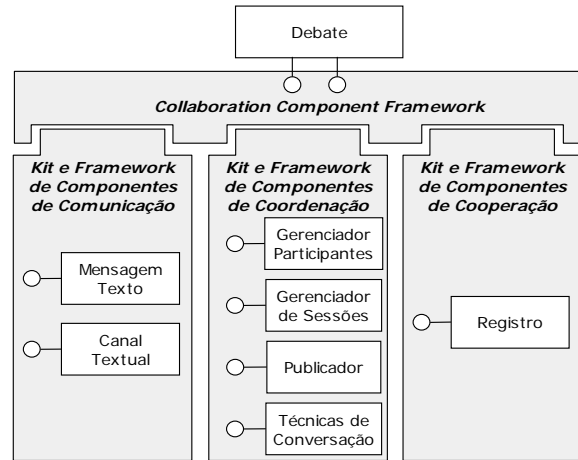 Debate
Collaboration Component Framework
Kit e Framework
de Componentes
de Comunicação
Mensagem
Texto
Canal
Textual
Kit e Framework
de Componentes
de Coordenação
Gerenciador
Participantes
Gerenciador
de Sessões
Publicador
Técnicas de
Conversação
Kit e Framework
de Componentes
de Cooperação
Registro